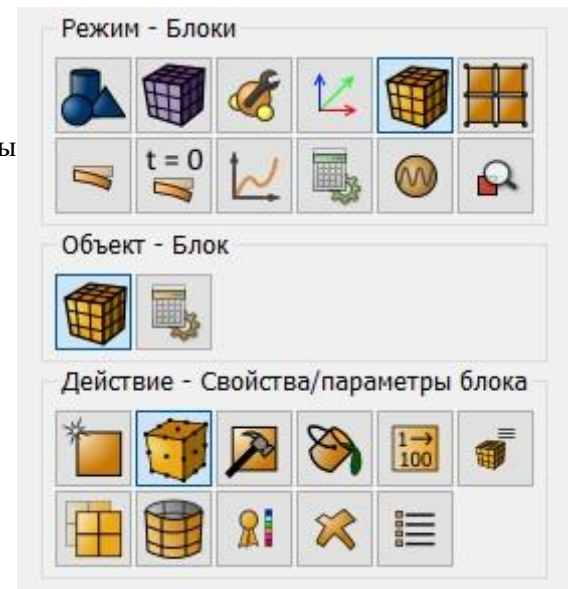 Режим - Блоки
ы
t = 0
Объект - Блок
Действие - Свойства/параметры блока
1→
100